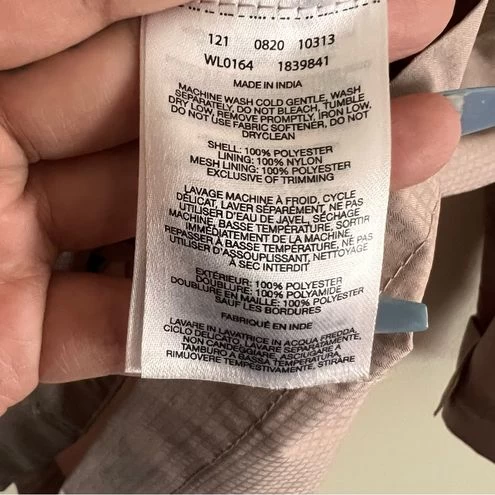 121 0820 10313
WL0164 1839841
MADE IN INDIA
MACHINE WASH COLD GENTLE, WASH
SEPARATELY, DO NOT BLEACH, TUMBLE
DRY LOW, REMOVE PROMPTLY, IRON LOW,
DO NOT USE FABRIC SOFTENER, DO NOT
DRYCLEAN
SHELL: 100% POLYESTER
LINING: 100% NYLON
MESH LINING: 100% POLYESTER
EXCLUSIVE OF TRIMMING
LAVAGE MACHINE À FROID, CYCLE
DÉLICAT, LAVER SÉPARÉMENT, NE PAS
UTILISER D'EAU DE JAVEL, SÉCHAGE
MACHINE, BASSE TEMPÉRATURE, SORTIR
IMMÉDIATEMENT DE LA MACHINE,
REPASSER À BASSE TEMPÉRATURE, NE PAS
UTILISER D'ASSOUPLISSANT, NETTOYAGE
À SEC INTERDIT
EXTÉRIEUR: 100% POLYESTER
DOUBLURE: 100% POLYAMIDE
DOUBLURE EN MAILLE: 100% POLYESTER
SAUF LES BORDURES
FABRIQUÉ EN INDE
LAVARE IN LAVATRICE IN ACQUA FREDDA,
CICLO DELICATO, LAVARE SEPARATAMENTE,
NON CANDEGGIARE, ASCIUGARE A
TAMBURO A BASSA TEMPERATURA,
RIMUOVERE TEMPESTIVAMENTE, STIRARE